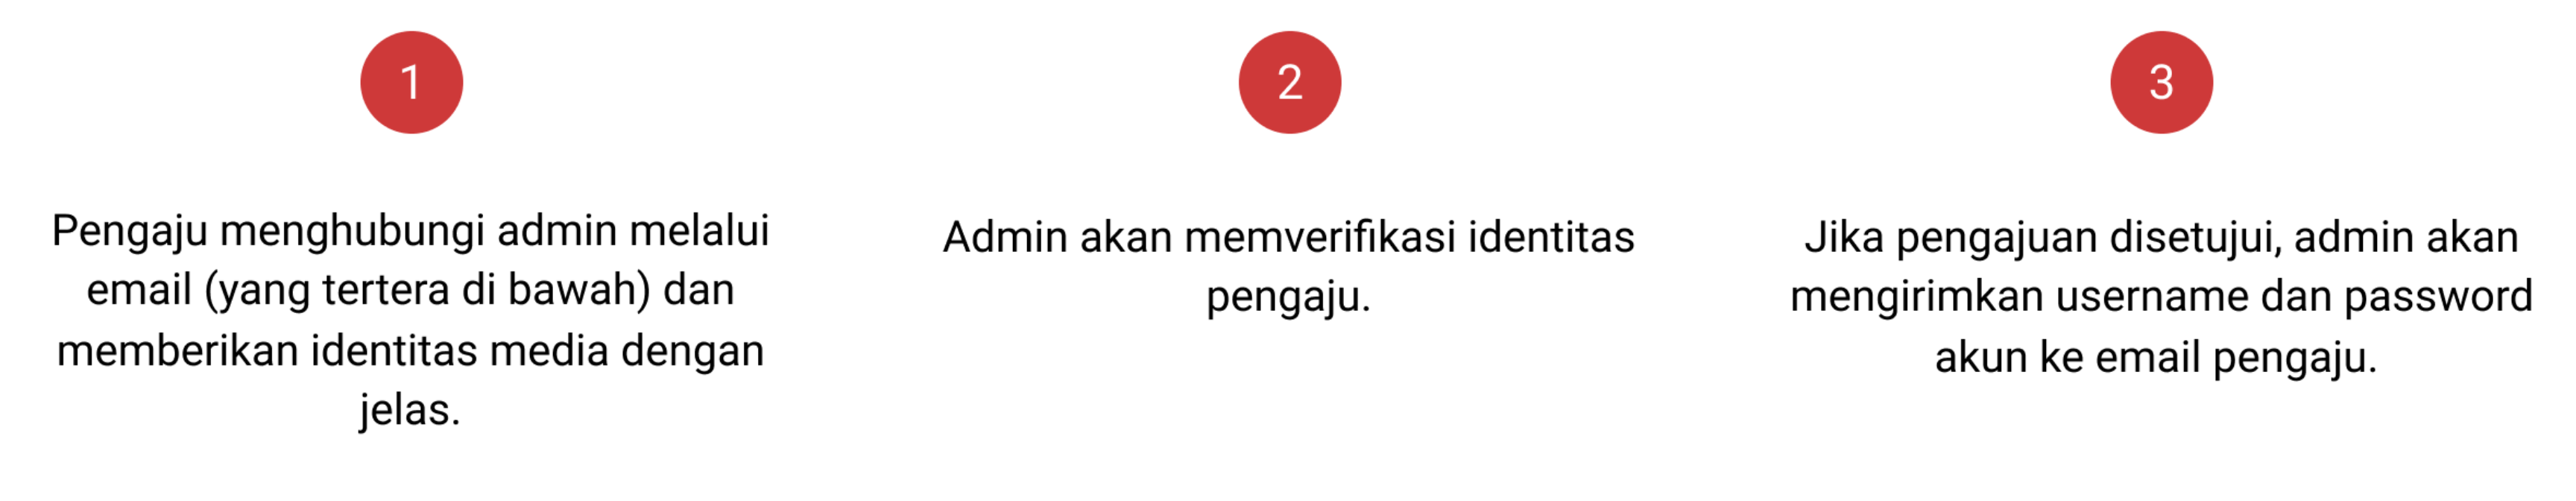 1
Pengaju menghubungi admin melalui
email (yang tertera di bawah) dan
memberikan identitas media dengan
jelas.
2
Admin akan memverifikasi identitas
pengaju.
3
Jika pengajuan disetujui, admin akan
mengirimkan username dan password
akun ke email pengaju.